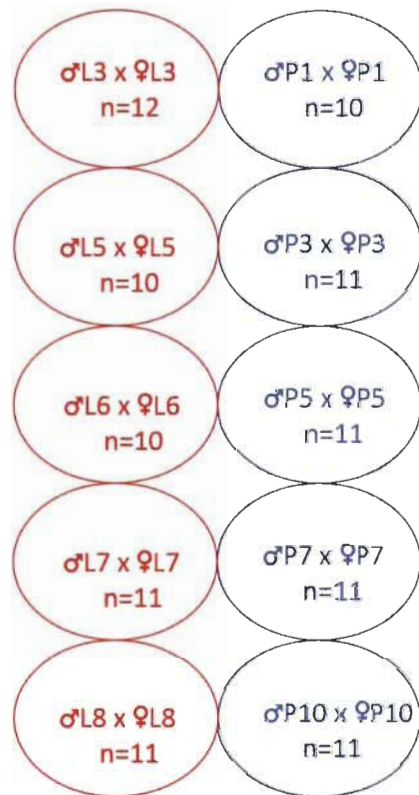 ♂L3 x ♀L3
n=12
♂P1 x ♀P1
n=10
♂L5 x ♀L5
n=10
♂P3 x ♀P3
n=11
♂L6 x ♀L6
n=10
♂P5 x ♀P5
n=11
♂L7 x ♀L7
n=11
♂P7 x ♀P7
n=11
♂L8 x ♀L8
n=11
♂P10 x ♀P10
n=11